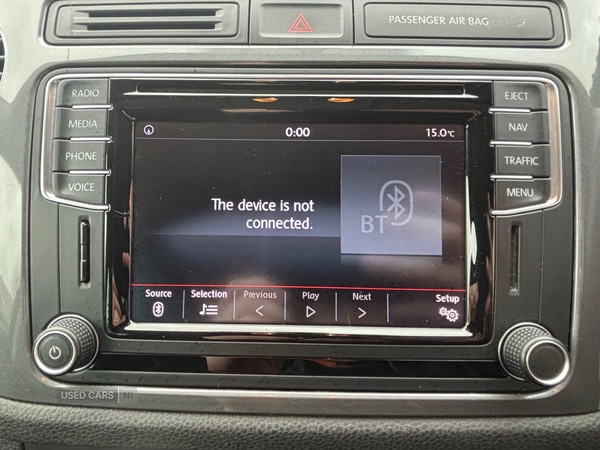 PASSENGER AIR BAG
RADIO
MEDIA
PHONE
VOICE
EJECT
NAV
TRAFFIC
MENU
0:00
15.0°C
The device is not
connected.
BT
Source
Selection
Previous
Play
Next
Setup
USED CARS NI